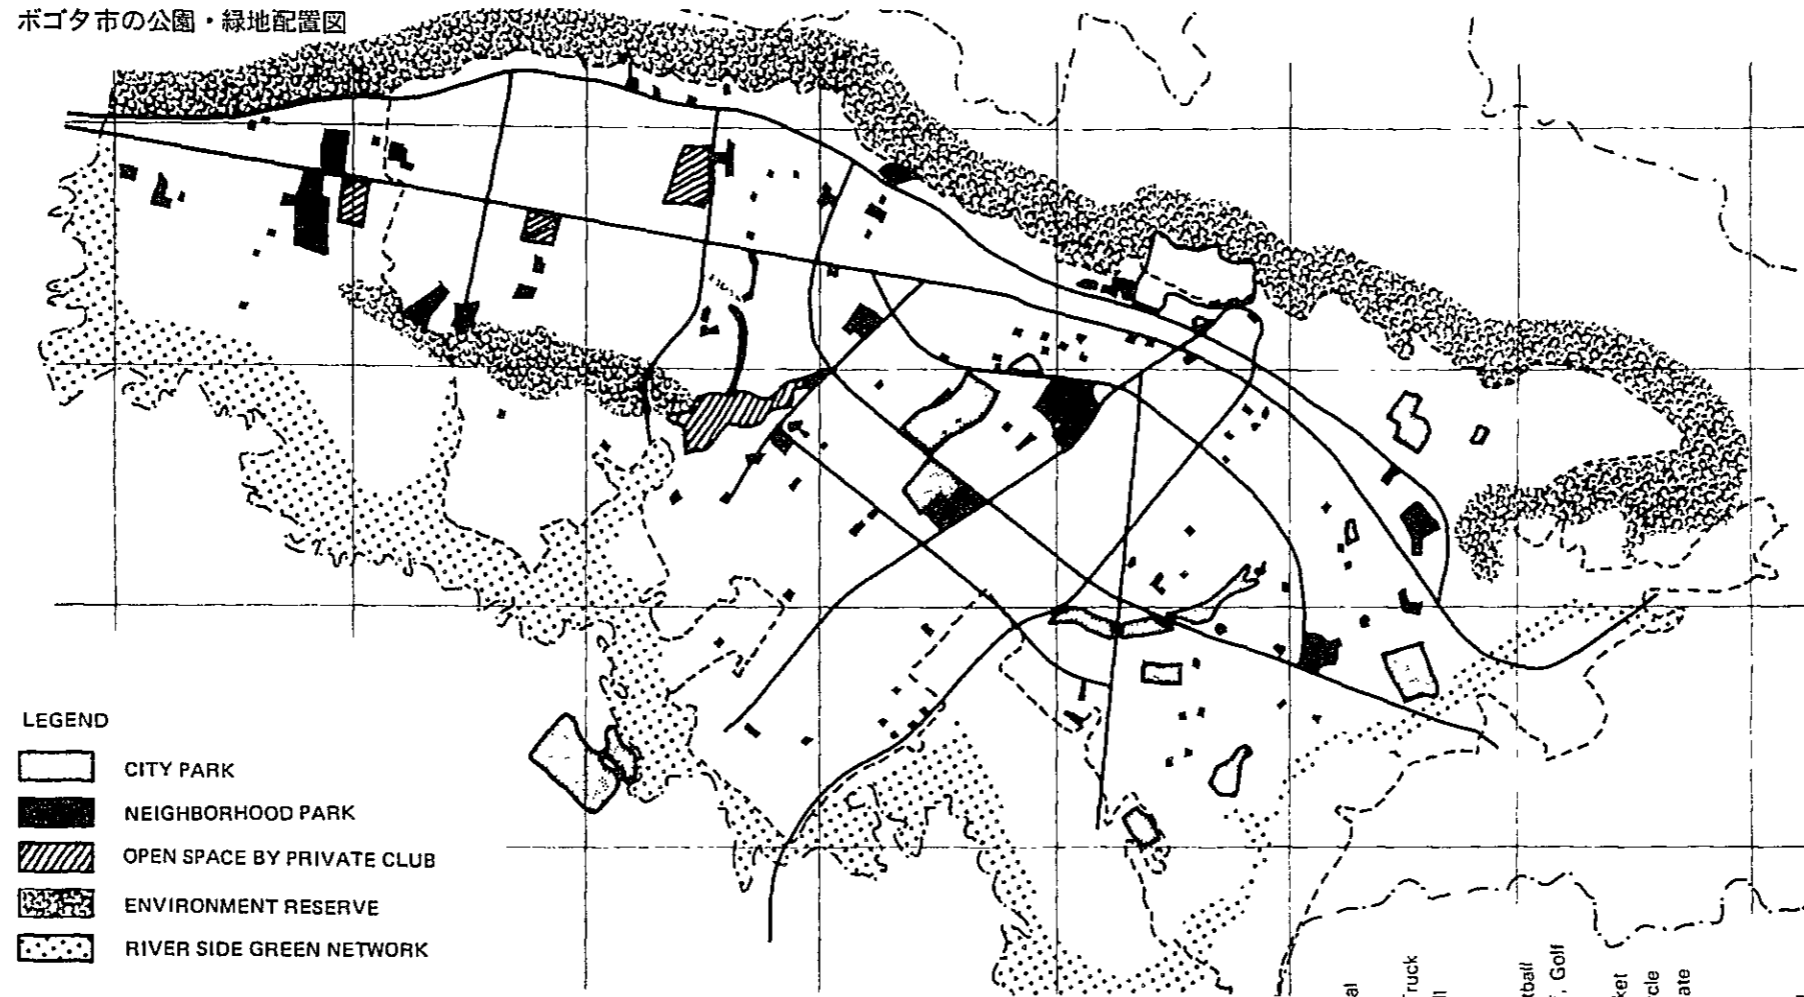 ボゴタ市の公園・緑地配置図
LEGEND
CITY PARK
NEIGHBORHOOD PARK
OPEN SPACE BY PRIVATE CLUB
ENVIRONMENT RESERVE
RIVER SIDE GREEN NETWORK
Golf